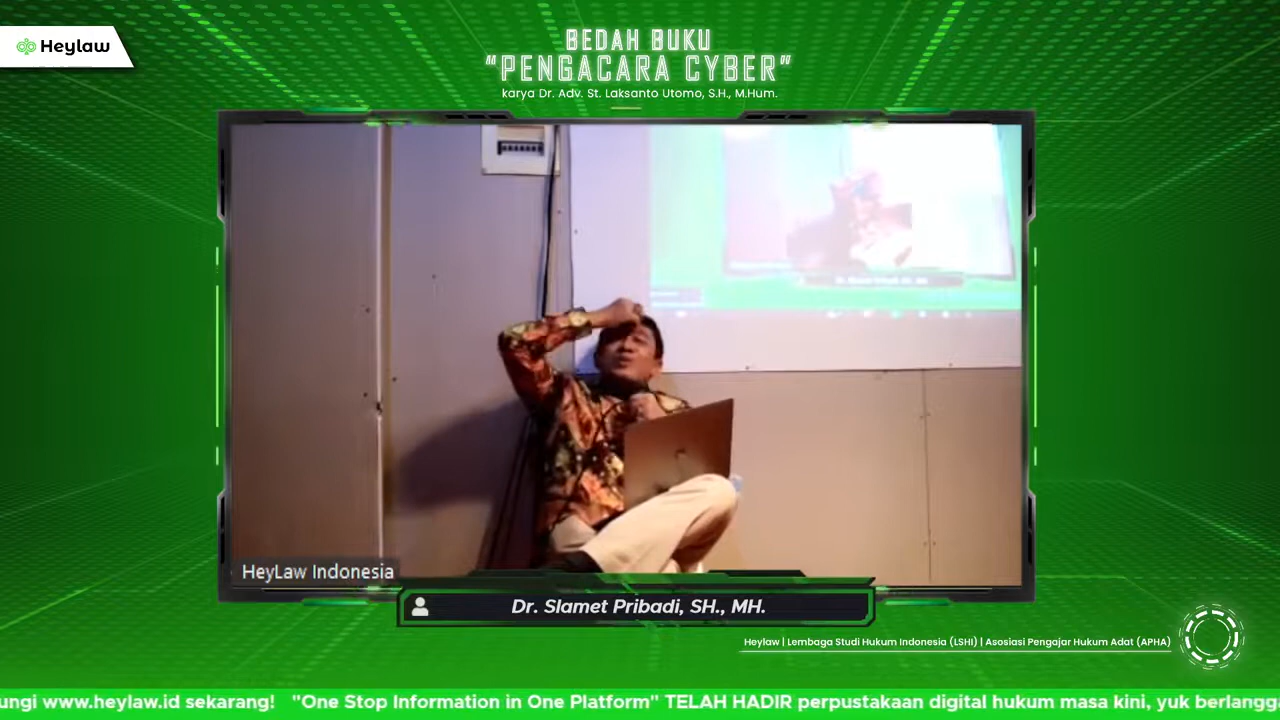 Heylaw
BEDAH BUKU
"PENGACARA CYBER"
karya Dr. Adv. St. Laksanto Utomo, S.H., M.Hum.
HeyLaw Indonesia
Dr. Slamet Pribadi, SH., MH.
Heylaw | Lembaga Studi Hukum Indonesia (LSHI) | Asosiasi Pengajar Hukum Adat (APHA)
ungi www.heylaw.id sekarang! "One Stop Information in One Platform" TELAH HADIR perpustakaan digital hukum masa kini, yuk berlangg